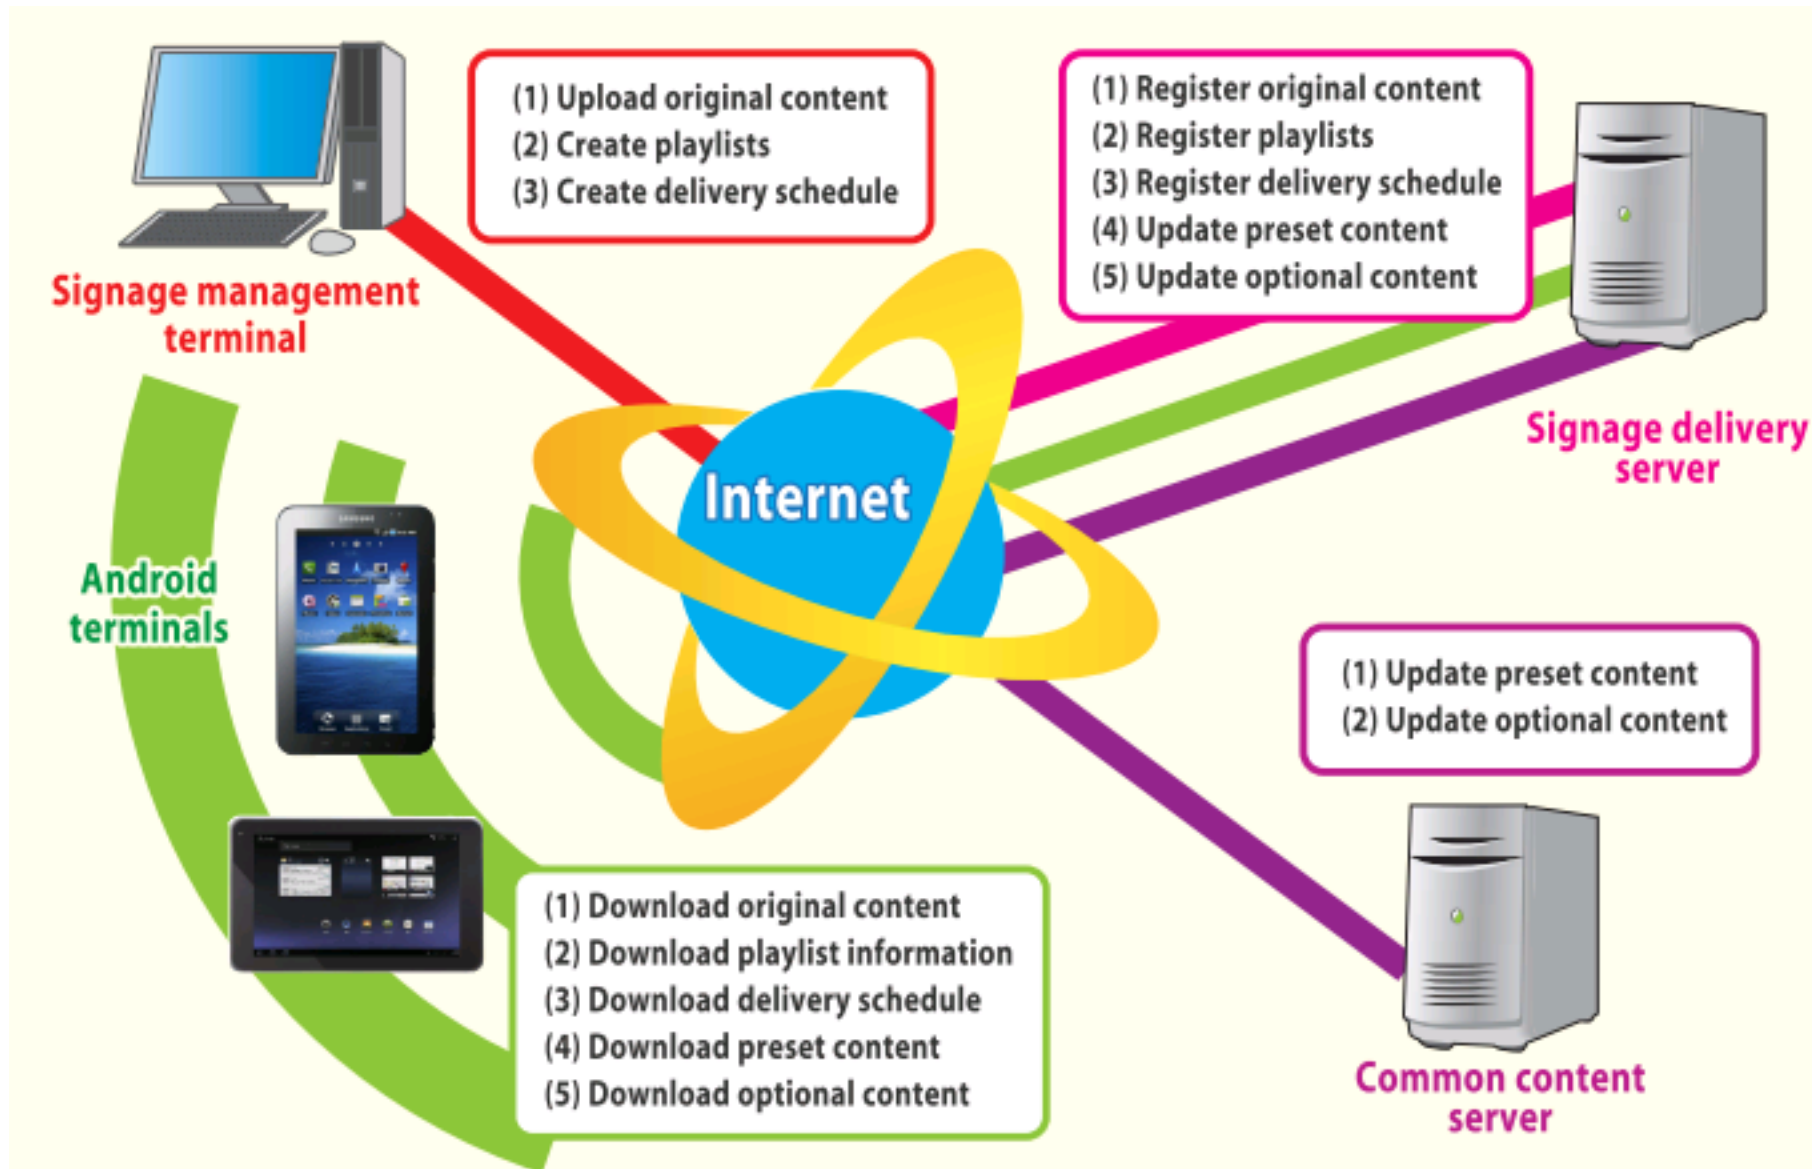 (1) Upload original content
(2) Create playlists
(3) Create delivery schedule
Signage management
terminal
(1) Register original content
(2) Register playlists
(3) Register delivery schedule
(4) Update preset content
(5) Update optional content
Signage delivery
server
Internet
Android
terminals
SAMSUNG
(1) Update preset content
(2) Update optional content
Common content
server
(1) Download original content
(2) Download playlist information
(3) Download delivery schedule
(4) Download preset content
(5) Download optional content